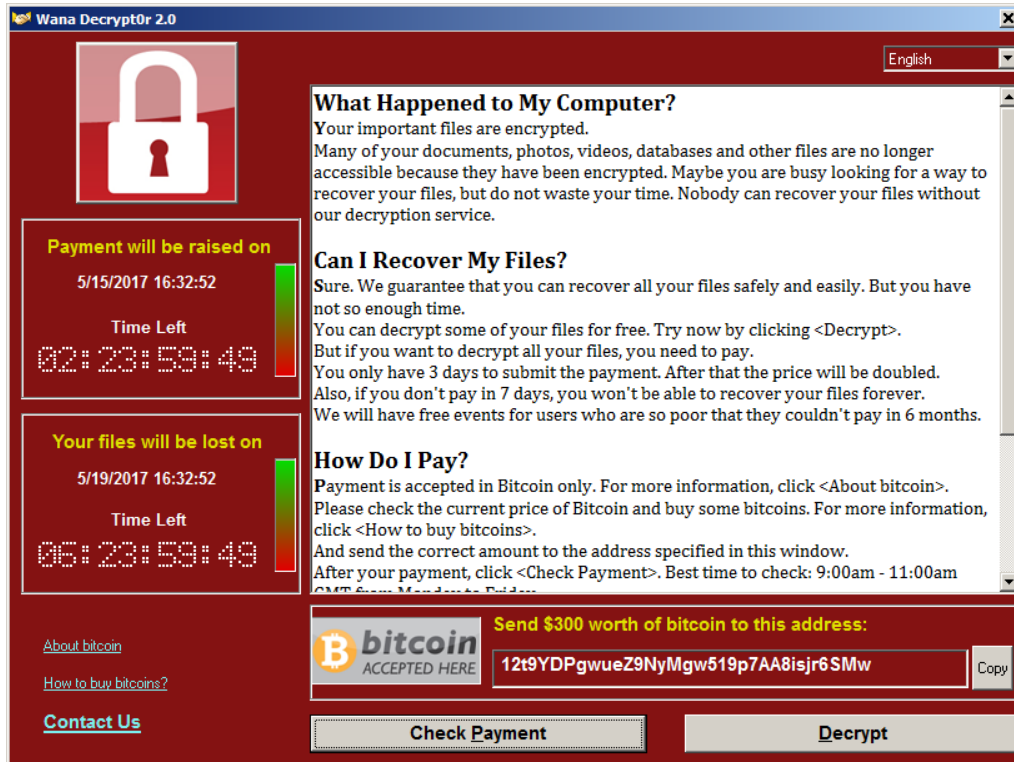 Wana Decrypt0r 2.0
English
What Happened to My Computer?
Your important files are encrypted.
Many of your documents, photos, videos, databases and other files are no longer
accessible because they have been encrypted. Maybe you are busy looking for a way to
recover your files, but do not waste your time. Nobody can recover your files without
our decryption service.
Can I Recover My Files?
Sure. We guarantee that you can recover all your files safely and easily. But you have
not so enough time.
You can decrypt some of your files for free. Try now by clicking <Decrypt>.
But if you want to decrypt all your files, you need to pay.
You only have 3 days to submit the payment. After that the price will be doubled.
Also, if you don't pay in 7 days, you won't be able to recover your files forever.
We will have free events for users who are so poor that they couldn't pay in 6 months.
How Do I Pay?
Payment is accepted in Bitcoin only. For more information, click <About bitcoin>.
Please check the current price of Bitcoin and buy some bitcoins. For more information,
click <How to buy bitcoins>.
And send the correct amount to the address specified in this window.
After your payment, click <Check Payment>. Best time to check: 9:00am - 11:00am
GMT from Monday to Friday.
Payment will be raised on
5/15/2017 16:32:52
Time Left
02:23:59:49
Your files will be lost on
5/19/2017 16:32:52
Time Left
06:23:59:49
About bitcoin
How to buy bitcoins?
Contact Us
bitcoin
ACCEPTED HERE
Send $300 worth of bitcoin to this address:
12t9YDPgwueZ9NyMgw519p7AA8isjr6SMw
Copy
Check Payment
Decrypt